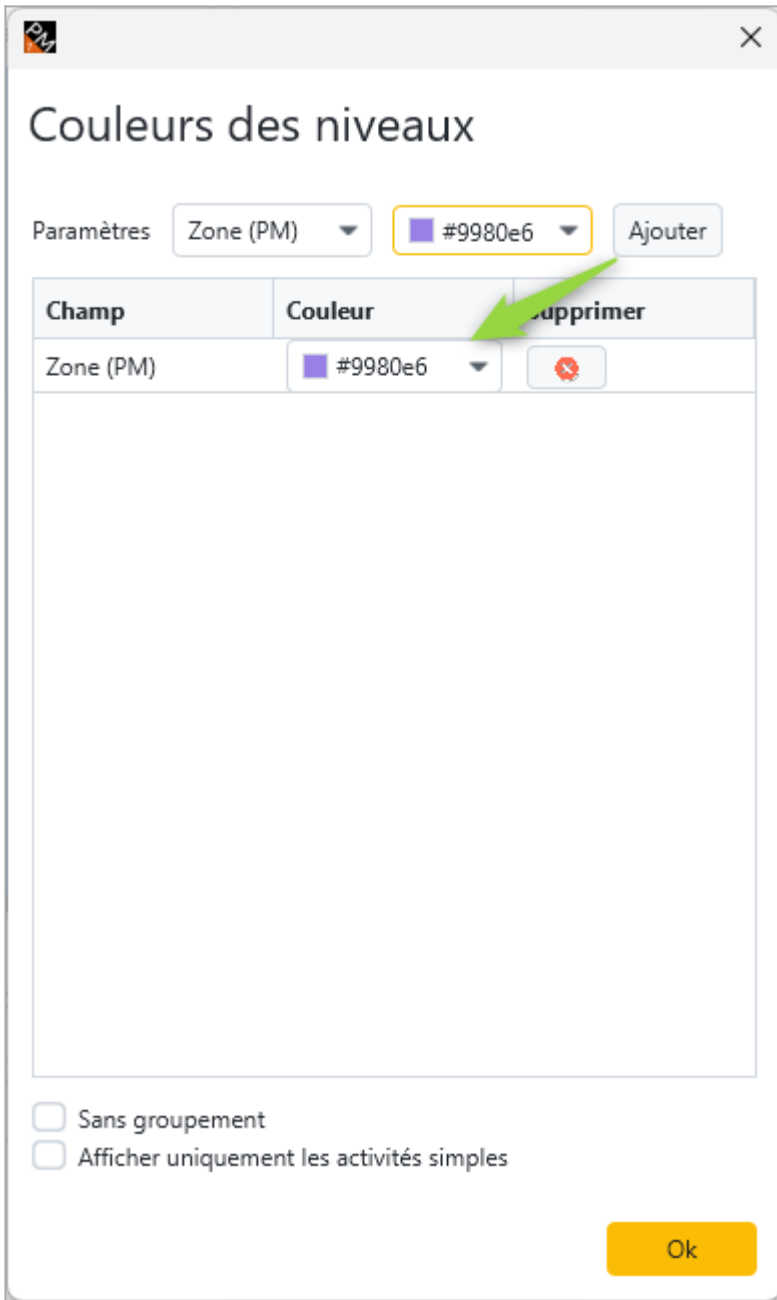 PM
Couleurs des niveaux
Paramètres Zone (PM) #9980e6 Ajouter
Champ Couleur
Zone (PM) #9980e6
Sans groupement
Afficher uniquement les activités simples
Ok